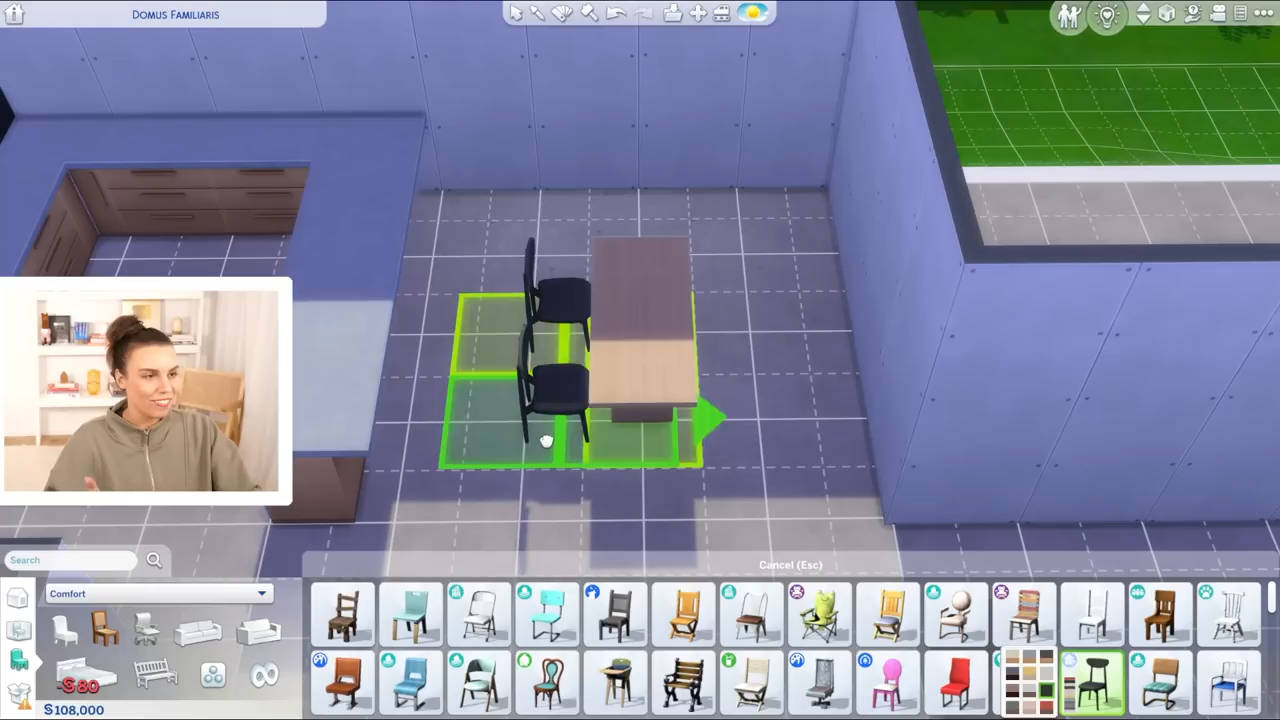 DOMUS FAMILIARIS
Cancel (Esc)
Search
Comfort
-§80
§108,000